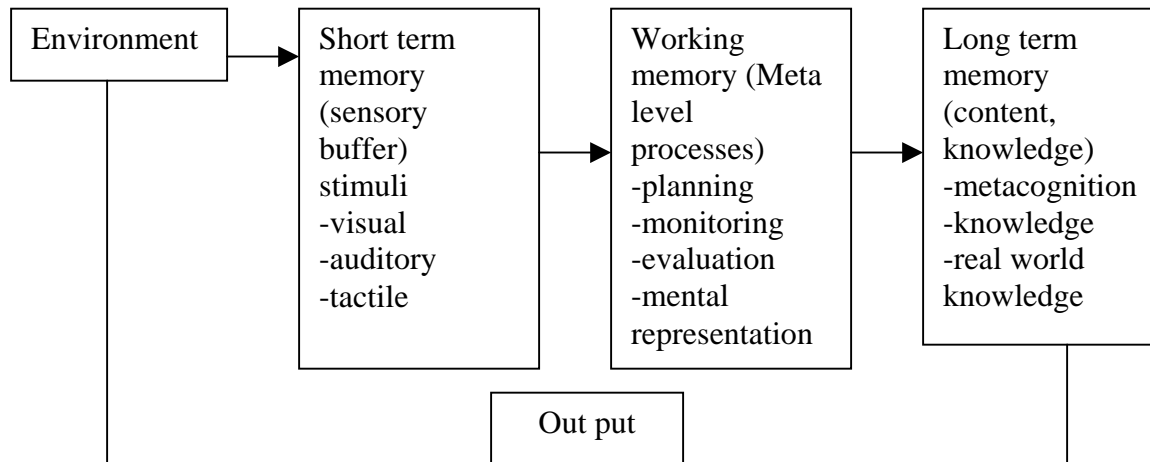 Environment
Short term
memory
(sensory
buffer)
stimuli
-visual
-auditory
-tactile
Working
memory (Meta
level
processes)
-planning
-monitoring
-evaluation
-mental
representation
Long term
memory
(content,
knowledge)
-metacognition
-knowledge
-real world
knowledge
Out put